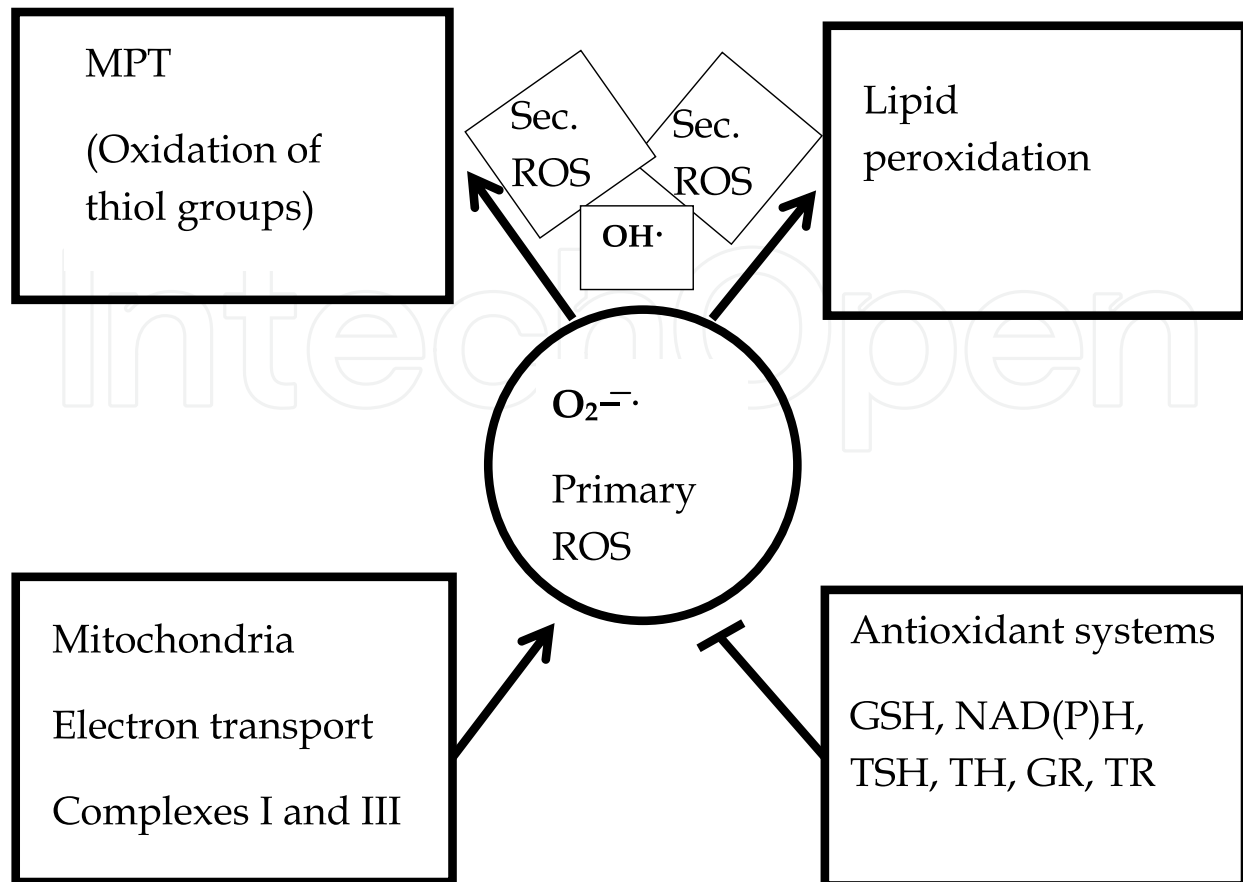 MPT
(Oxidation of
thiol groups)
Sec.
ROS
Sec.
ROS
OH·
Lipid
peroxidation
IntechOpen
O₂—‾·
Primary
ROS
Mitochondria
Electron transport
Complexes I and III
Antioxidant systems
GSH, NAD(P)H,
TSH, TH, GR, TR